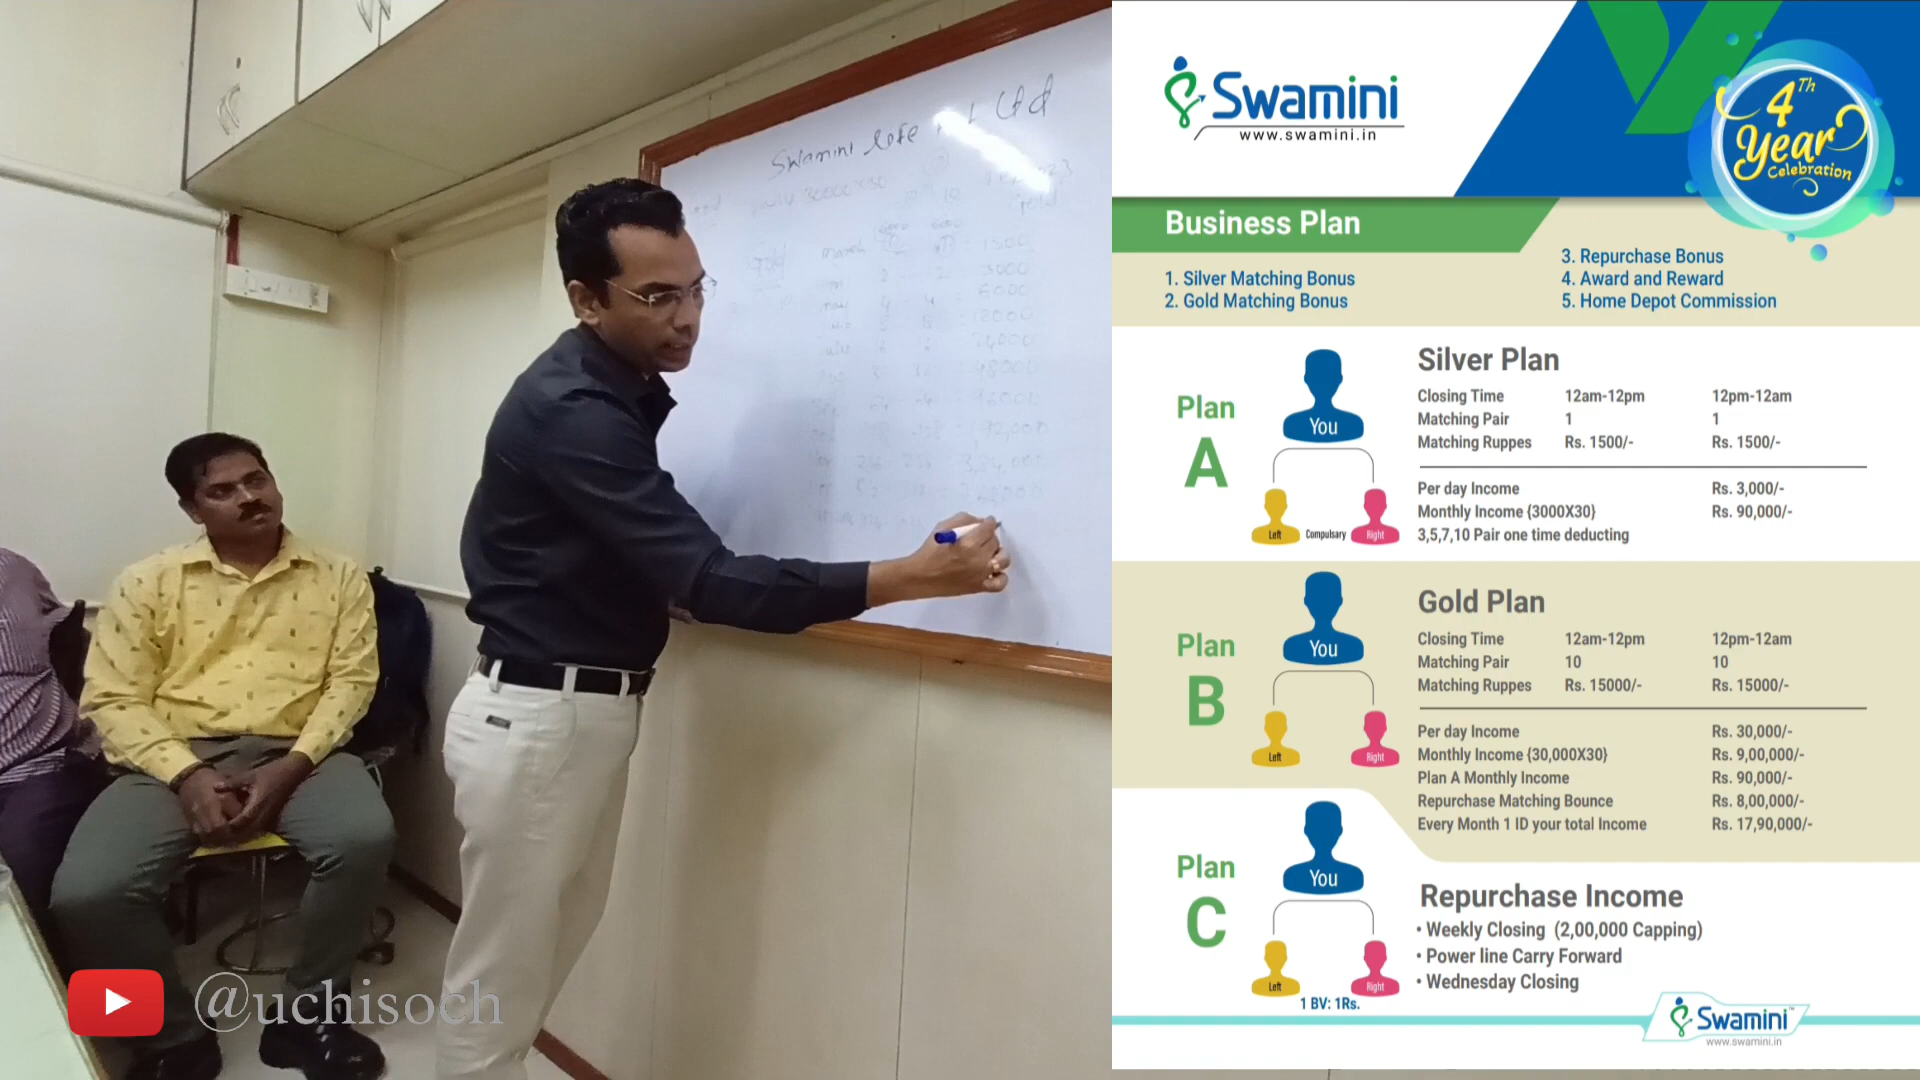 Swamini Life
Ltd
30000X30
Gold
March
1500
3000
6000
12000
24000
48000
96000
@uchisoch
Swamini
www.swamini.in
4Th
Year
Celebration
Business Plan
1. Silver Matching Bonus
2. Gold Matching Bonus
3. Repurchase Bonus
4. Award and Reward
5. Home Depot Commission
Plan
A
You
Left Compulsary Right
Silver Plan
Closing Time 12am-12pm 12pm-12am
Matching Pair 1 1
Matching Ruppes Rs. 1500/- Rs. 1500/-
Per day Income Rs. 3,000/-
Monthly Income {3000X30} Rs. 90,000/-
3,5,7,10 Pair one time deducting
Plan
B
You
Left Right
Gold Plan
Closing Time 12am-12pm 12pm-12am
Matching Pair 10 10
Matching Ruppes Rs. 15000/- Rs. 15000/-
Per day Income Rs. 30,000/-
Monthly Income {30,000X30} Rs. 9,00,000/-
Plan A Monthly Income Rs. 90,000/-
Repurchase Matching Bounce Rs. 8,00,000/-
Every Month 1 ID your total Income Rs. 17,90,000/-
Plan
C
You
Left Right
1 BV: 1Rs.
Repurchase Income
• Weekly Closing (2,00,000 Capping)
• Power line Carry Forward
• Wednesday Closing
Swamini™
www.swamini.in